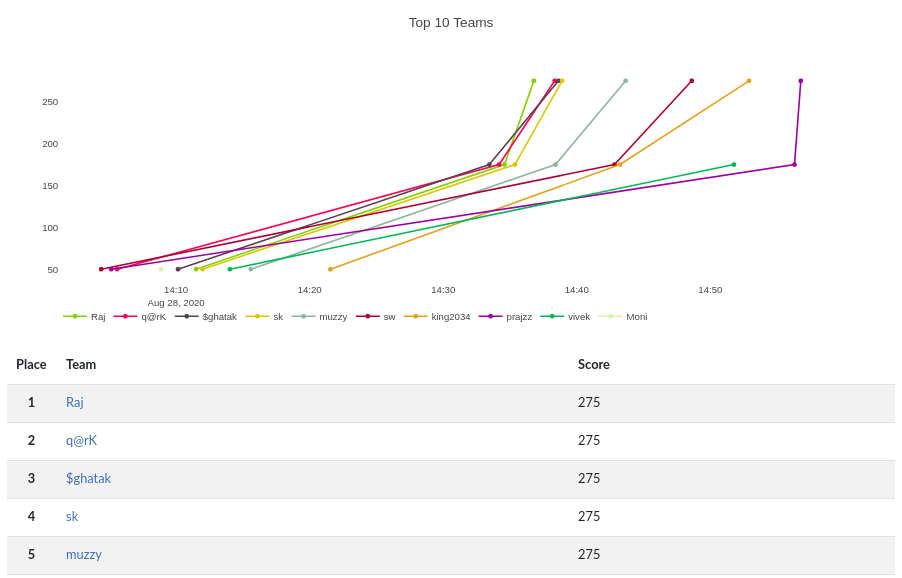 Top 10 Teams
250
200
150
100
50
14:10 14:20 14:30 14:40 14:50
Aug 28, 2020
Raj q@rK $ghatak sk muzzy sw king2034 prajzz vivek Moni
Place Team Score
1 Raj 275
2 q@rK 275
3 $ghatak 275
4 sk 275
5 muzzy 275